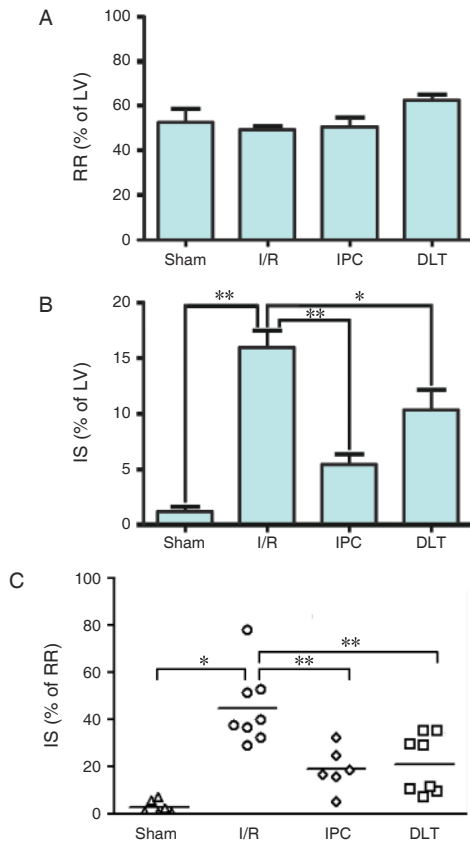 A
100
80
60
40
20
0
RR (% of LV)
Sham I/R IPC DLT
B
20
15
10
5
0
IS (% of LV)
** *
**
Sham I/R IPC DLT
C
100
80
60
40
20
0
IS (% of RR)
**
* **
Sham I/R IPC DLT